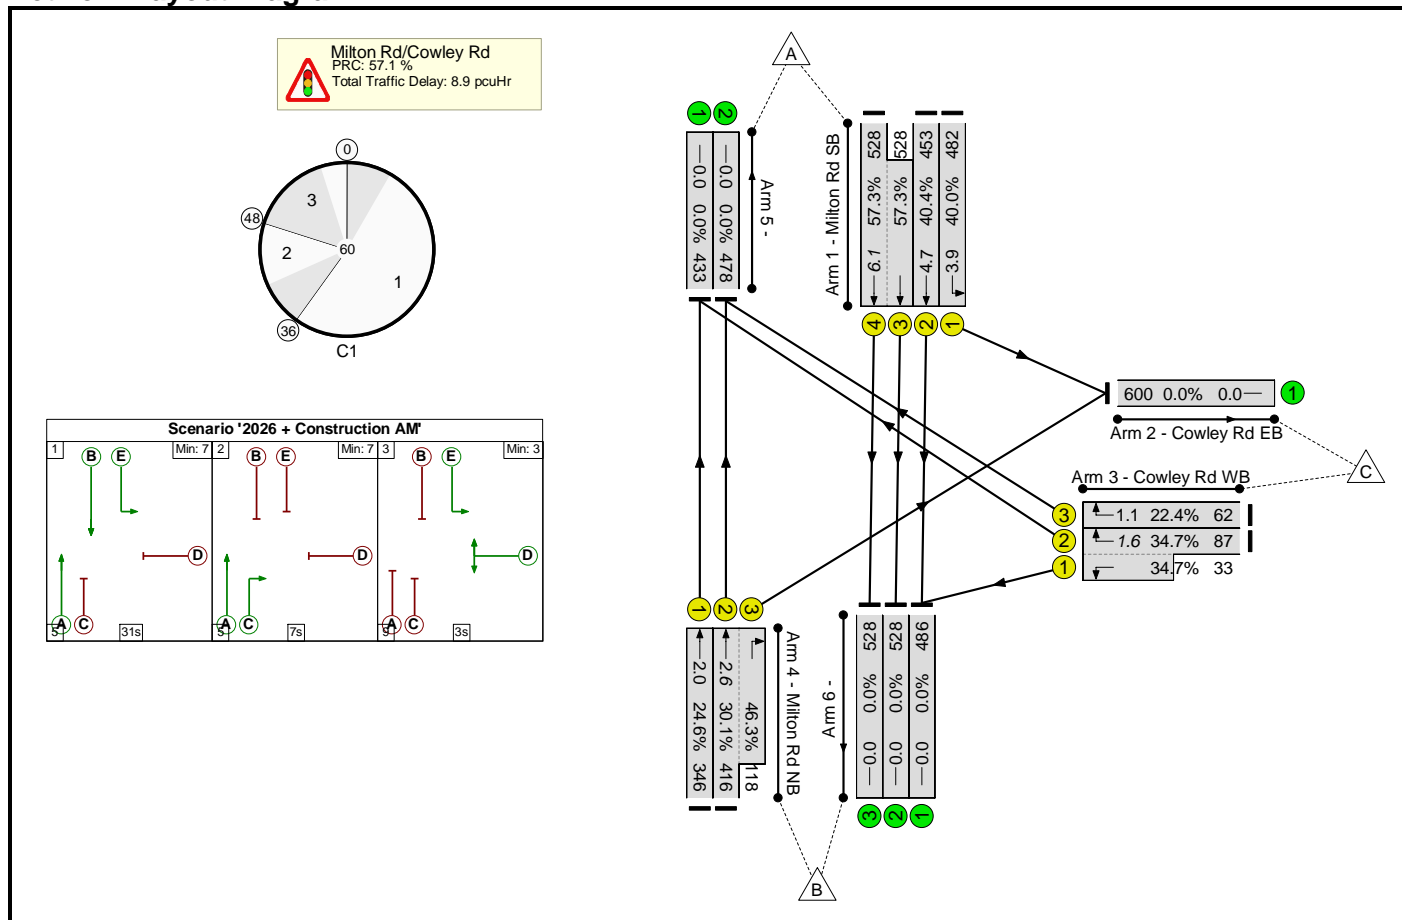 Milton Rd/Cowley Rd
PRC: 57.1 %
Total Traffic Delay: 8.9 pcuHr
0
3
48
2
60
1
36
C1
Scenario '2026 + Construction AM'
1 B E Min: 7
D
A C
5 31s
2 B E Min: 7
D
A C
5 7s
3 B E Min: 3
D
A C
9 3s
A
1 2
0.0 0.0% 433
0.0 0.0% 478
Arm 5 -
Arm 1 - Milton Rd SB
6.1 57.3% 528
57.3% 528
4.7 40.4% 453
3.9 40.0% 482
4 3 2 1
600 0.0% 0.0
1
Arm 2 - Cowley Rd EB
C
Arm 3 - Cowley Rd WB
3 1.1 22.4% 62
2 1.6 34.7% 87
1 34.7% 33
1 2 3
2.0 24.6% 346
2.6 30.1% 416
46.3% 118
Arm 4 - Milton Rd NB
Arm 6 -
0.0 0.0% 528
0.0 0.0% 528
0.0 0.0% 486
3 2 1
B